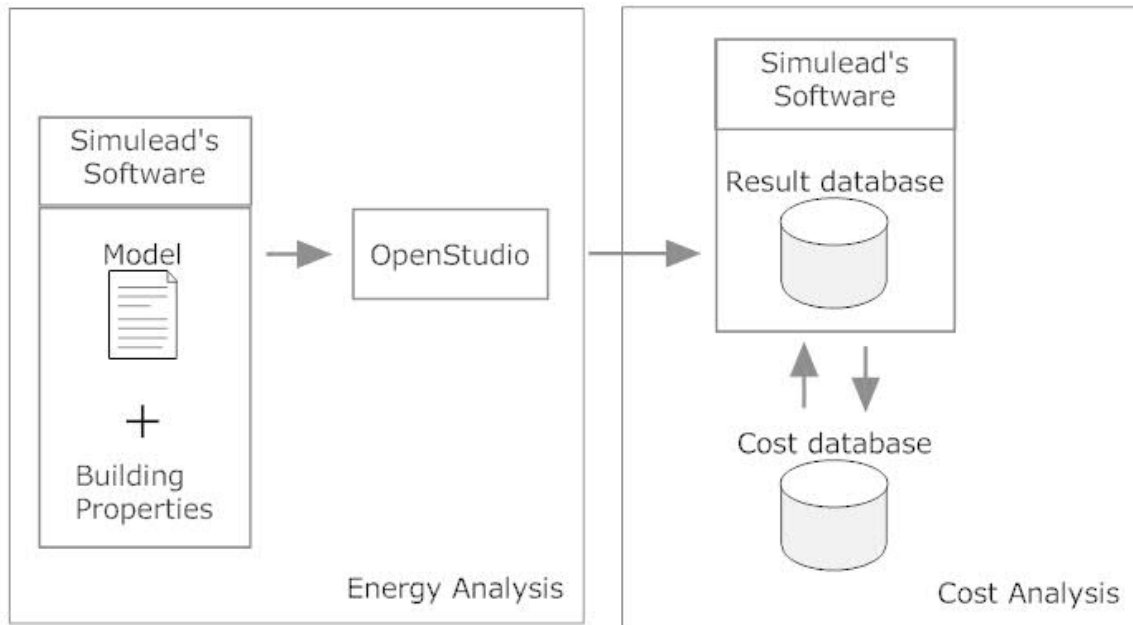 Simulead's
Software
Model
+
Building
Properties
OpenStudio
Energy Analysis
Simulead's
Software
Result database
Cost database
Cost Analysis